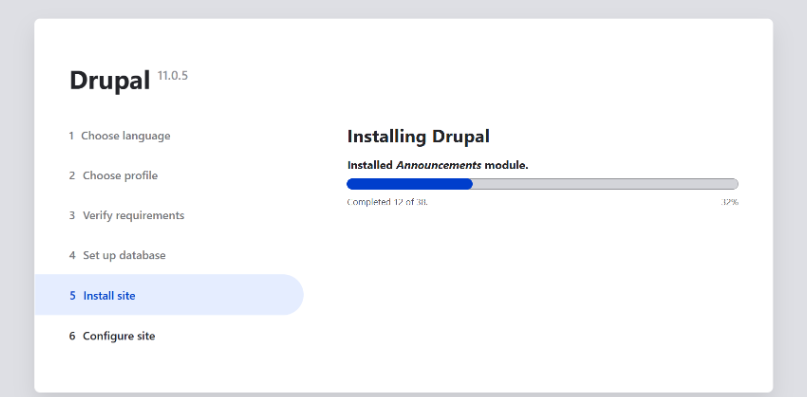 Drupal 11.0.5
1 Choose language
2 Choose profile
3 Verify requirements
4 Set up database
5 Install site
6 Configure site
Installing Drupal
Installed Announcements module.
Completed 12 of 38. 32%